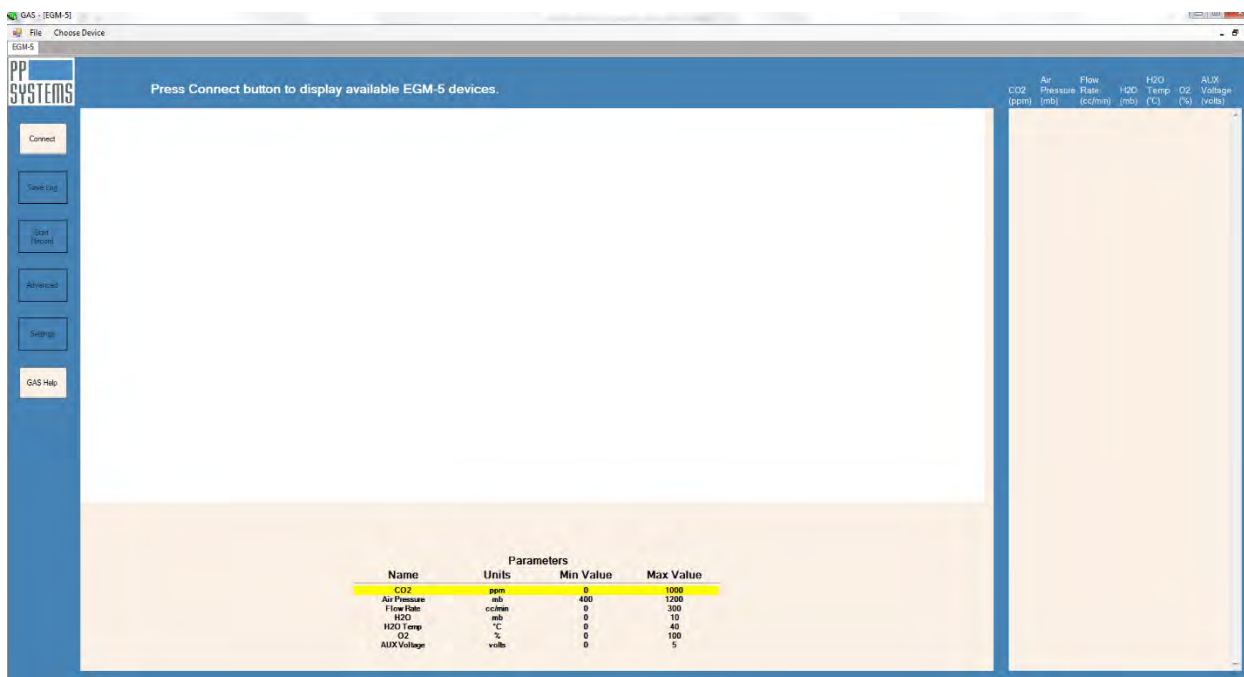 GAS - [EGM-5]
File Choose Device
EGM-5
PP
SYSTEMS
Press Connect button to display available EGM-5 devices.
CO2 (ppm) Air Pressure (mb) Flow Rate (cc/min) H2O (mb) H2O Temp (°C) O2 (%) AUX Voltage (volts)
Connect
Save Log
Start Record
Advanced
Settings
GAS Help
Parameters
Name Units Min Value Max Value
CO2 ppm 0 1000
Air Pressure mb 400 1200
Flow Rate cc/min 0 300
H2O mb 0 10
H2O Temp °C 0 40
O2 % 0 100
AUX Voltage volts 0 5